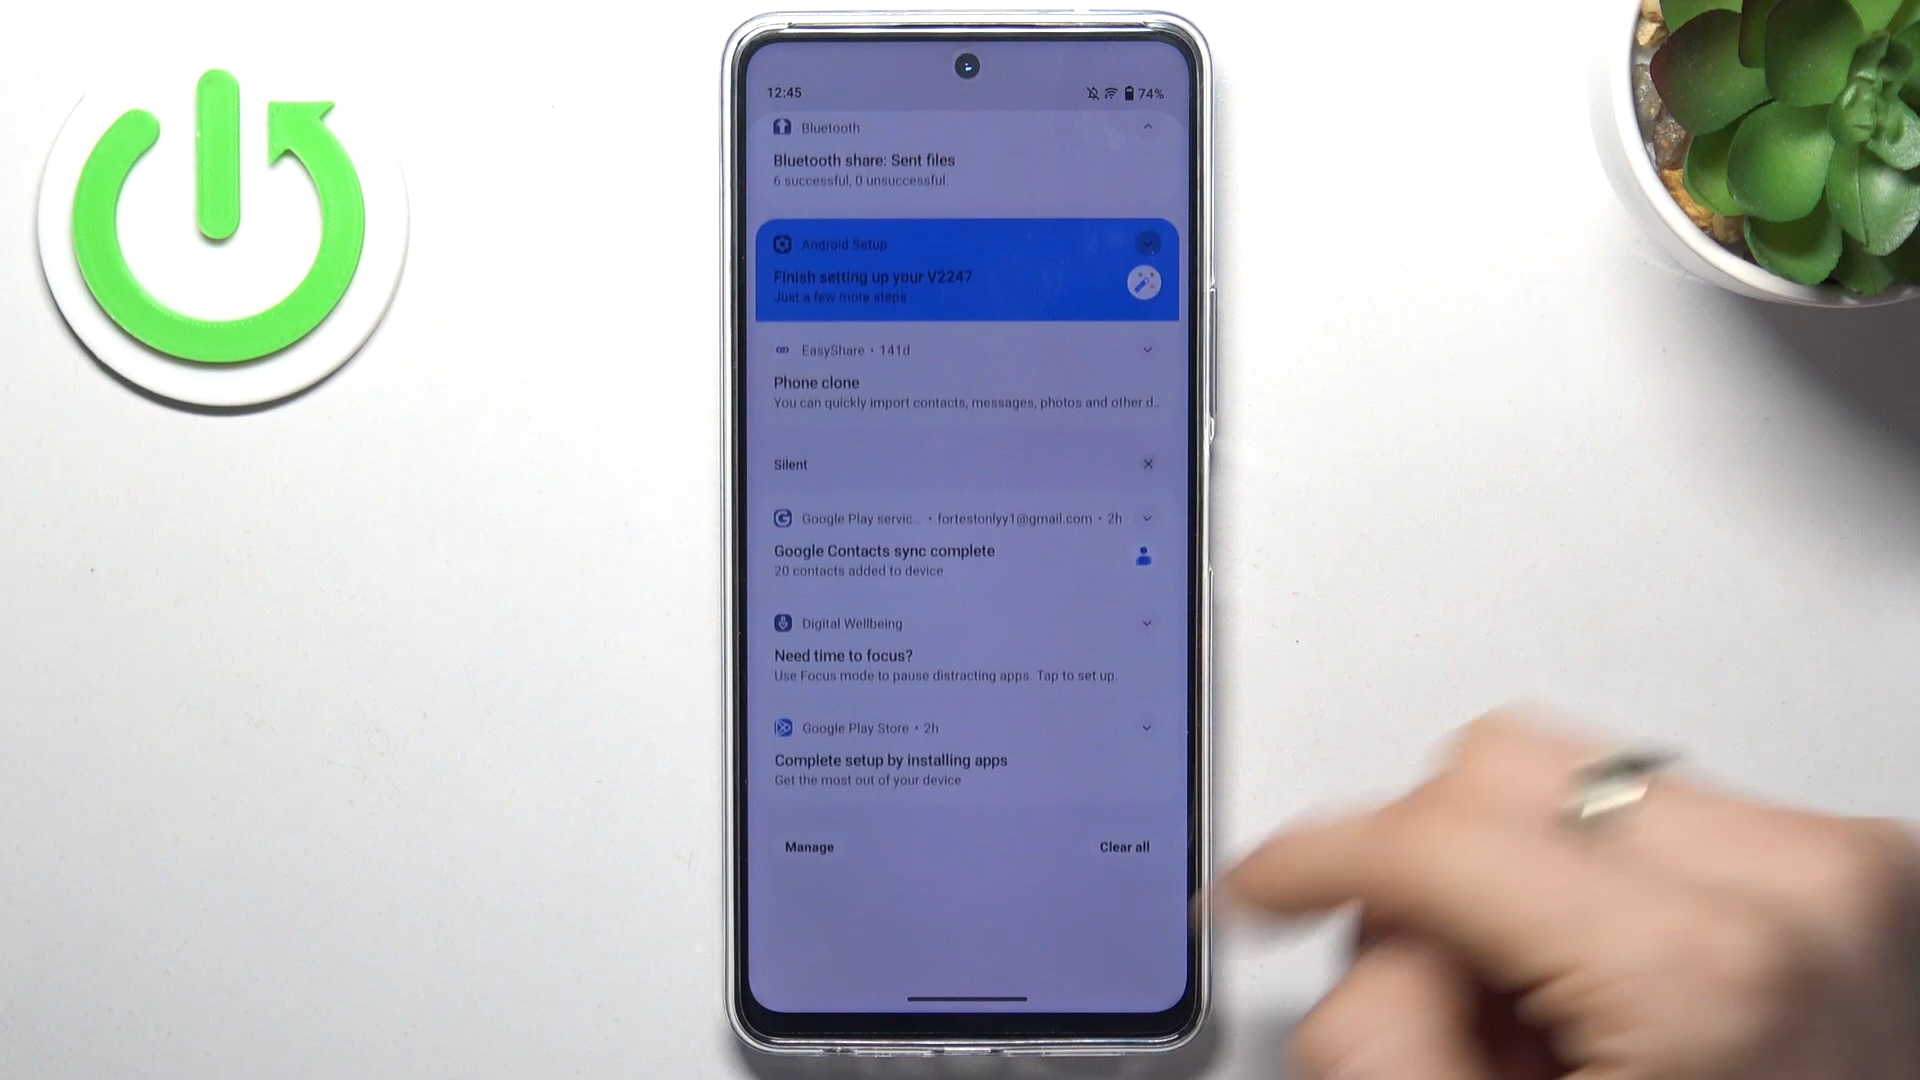 12:45
74%
Bluetooth
Bluetooth share: Sent files
6 successful, 0 unsuccessful.
Android Setup
Finish setting up your V2247
Just a few more steps
EasyShare • 141d
Phone clone
You can quickly import contacts, messages, photos and other d..
Silent
Google Play servic... • fortestonlyy1@gmail.com • 2h
Google Contacts sync complete
20 contacts added to device
Digital Wellbeing
Need time to focus?
Use Focus mode to pause distracting apps. Tap to set up.
Google Play Store • 2h
Complete setup by installing apps
Get the most out of your device
Manage
Clear all